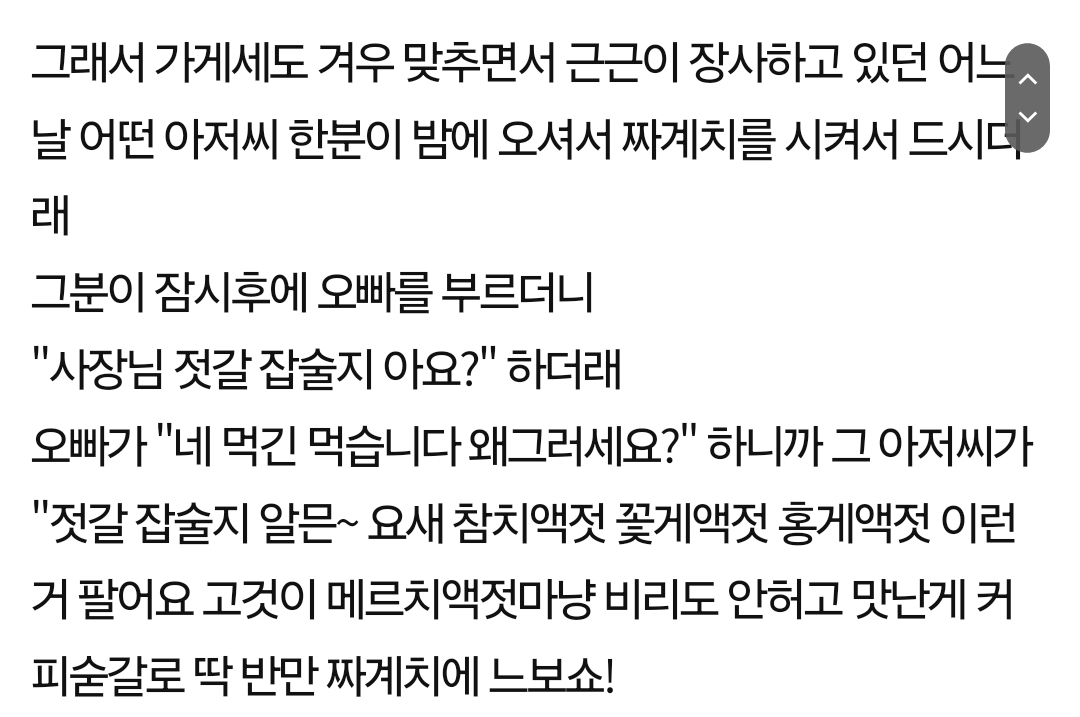 그래서 가게세도 겨우 맞추면서 근근이 장사하고 있던 어느
날 어떤 아저씨 한분이 밤에 오셔서 짜계치를 시켜서 드시더
래
그분이 잠시후에 오빠를 부르더니
"사장님 젓갈 잡술지 아요?" 하더래
오빠가 "네 먹긴 먹습니다 왜그러세요?" 하니까 그 아저씨가
"젓갈 잡술지 알믄~ 요새 참치액젓 꽃게액젓 홍게액젓 이런
거 팔어요 고것이 메르치액젓마냥 비리도 안허고 맛난게 커
피숟갈로 딱 반만 짜계치에 느보쇼!